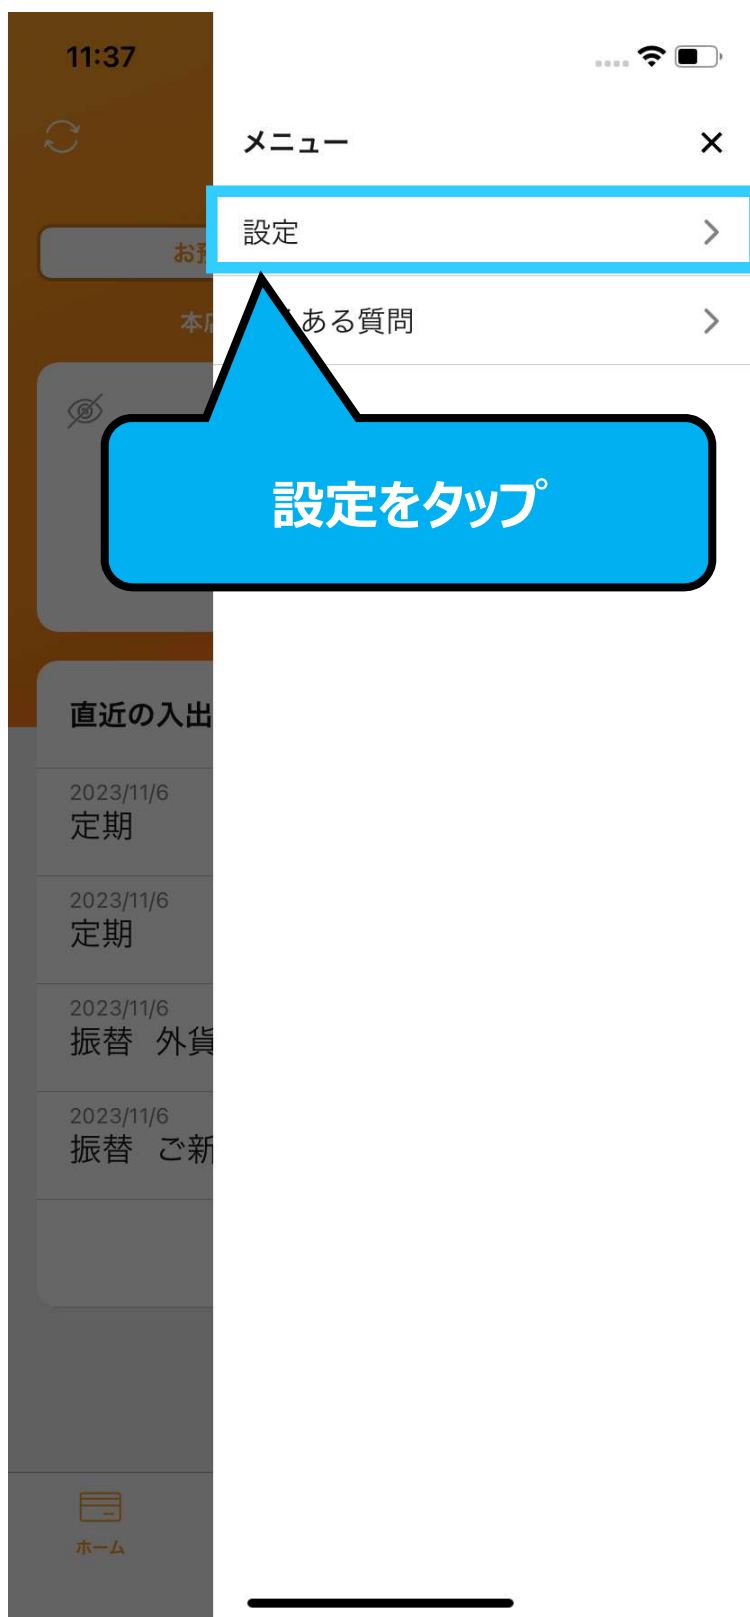 11:37
メニュー
設定
ある質問
設定をタップ
お預
本店
直近の入出
2023/11/6
定期
2023/11/6
定期
2023/11/6
振替 外貨
2023/11/6
振替 ご新
ホーム